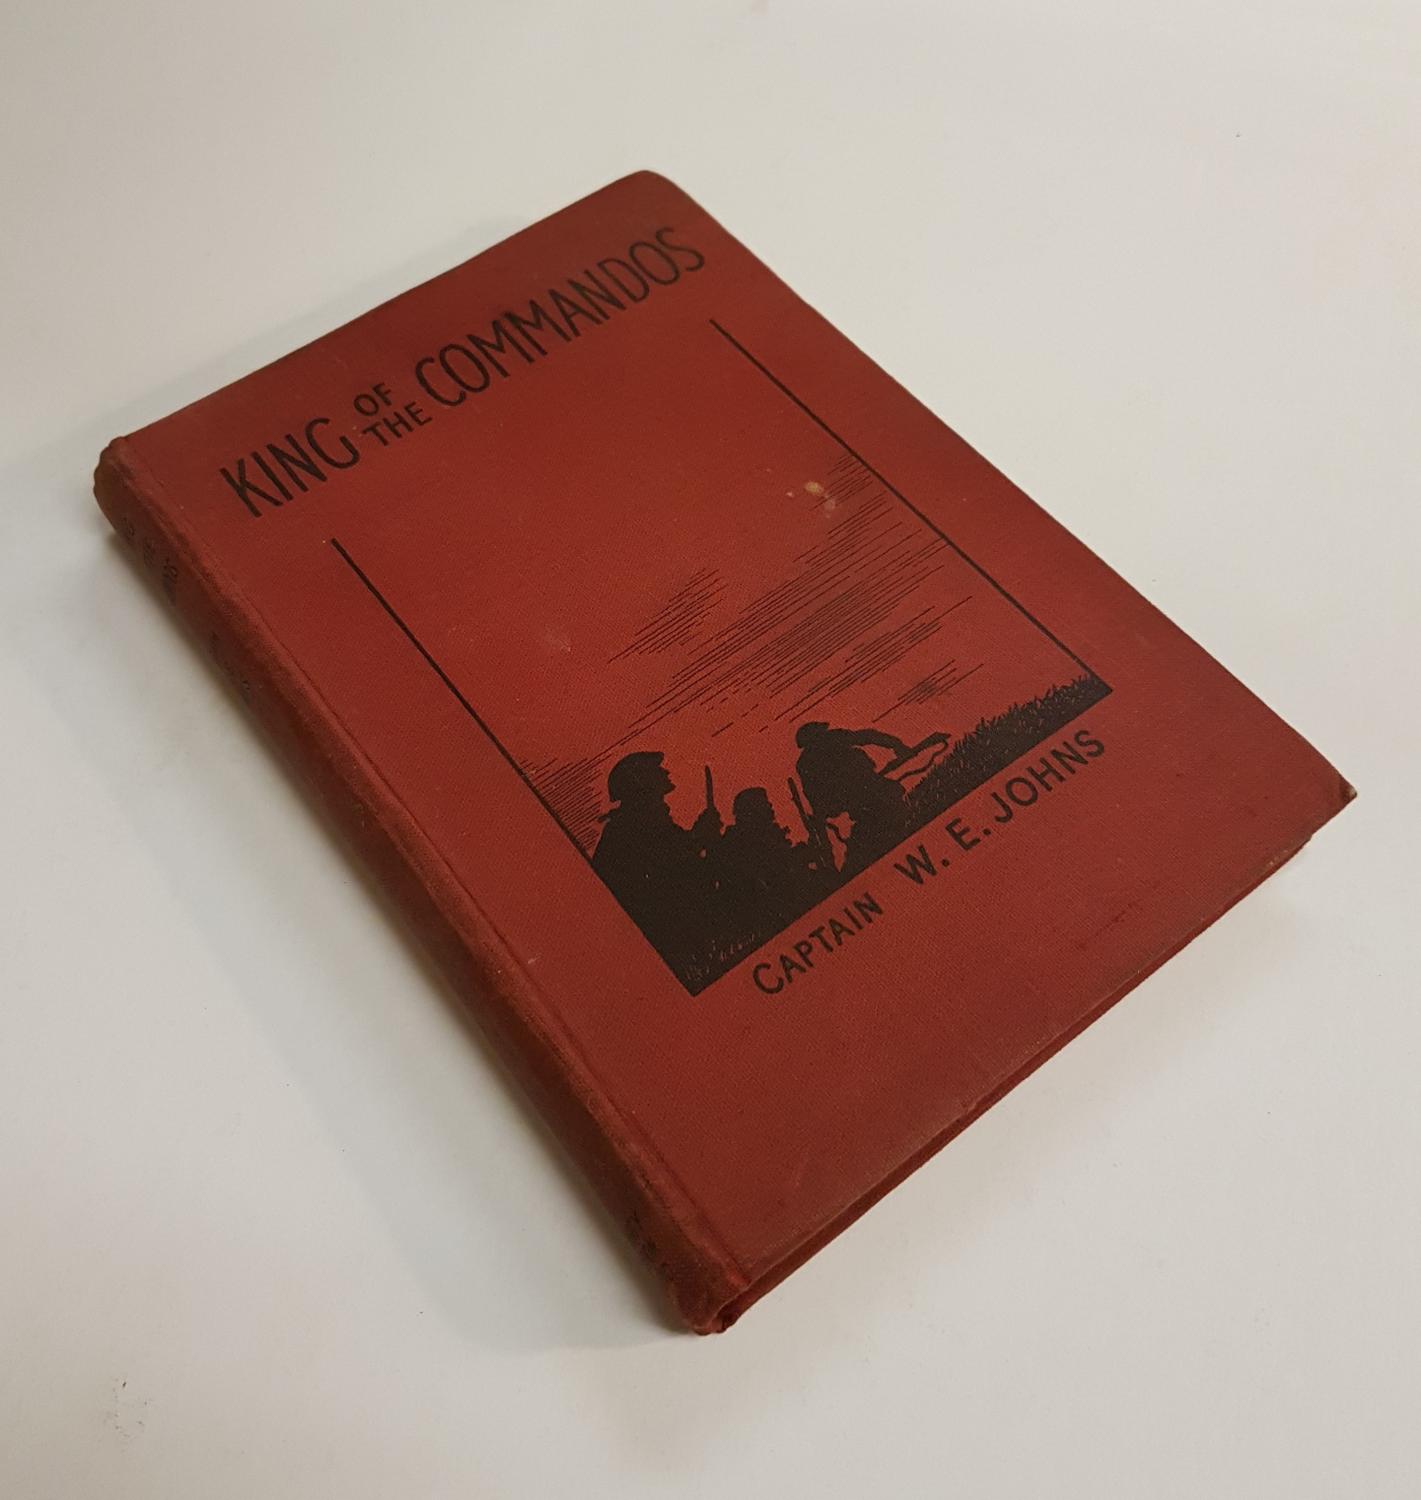 KING OF THE COMMANDOS
CAPTAIN W. E. JOHNS